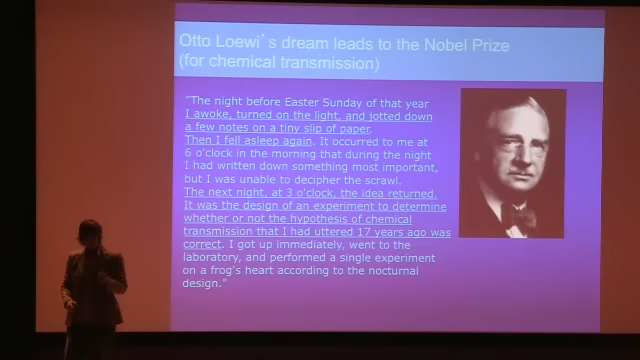 Otto Loewi's dream leads to the Nobel Prize
(for chemical transmission)
"The night before Easter Sunday of that year
I awoke, turned on the light, and jotted down
a few notes on a tiny slip of paper.
Then I fell asleep again. It occurred to me at
6 o'clock in the morning that during the night
I had written down something most important,
but I was unable to decipher the scrawl.
The next night, at 3 o'clock, the idea returned.
It was the design of an experiment to determine
whether or not the hypothesis of chemical
transmission that I had uttered 17 years ago was
correct. I got up immediately, went to the
laboratory, and performed a single experiment
on a frog's heart according to the nocturnal
design."